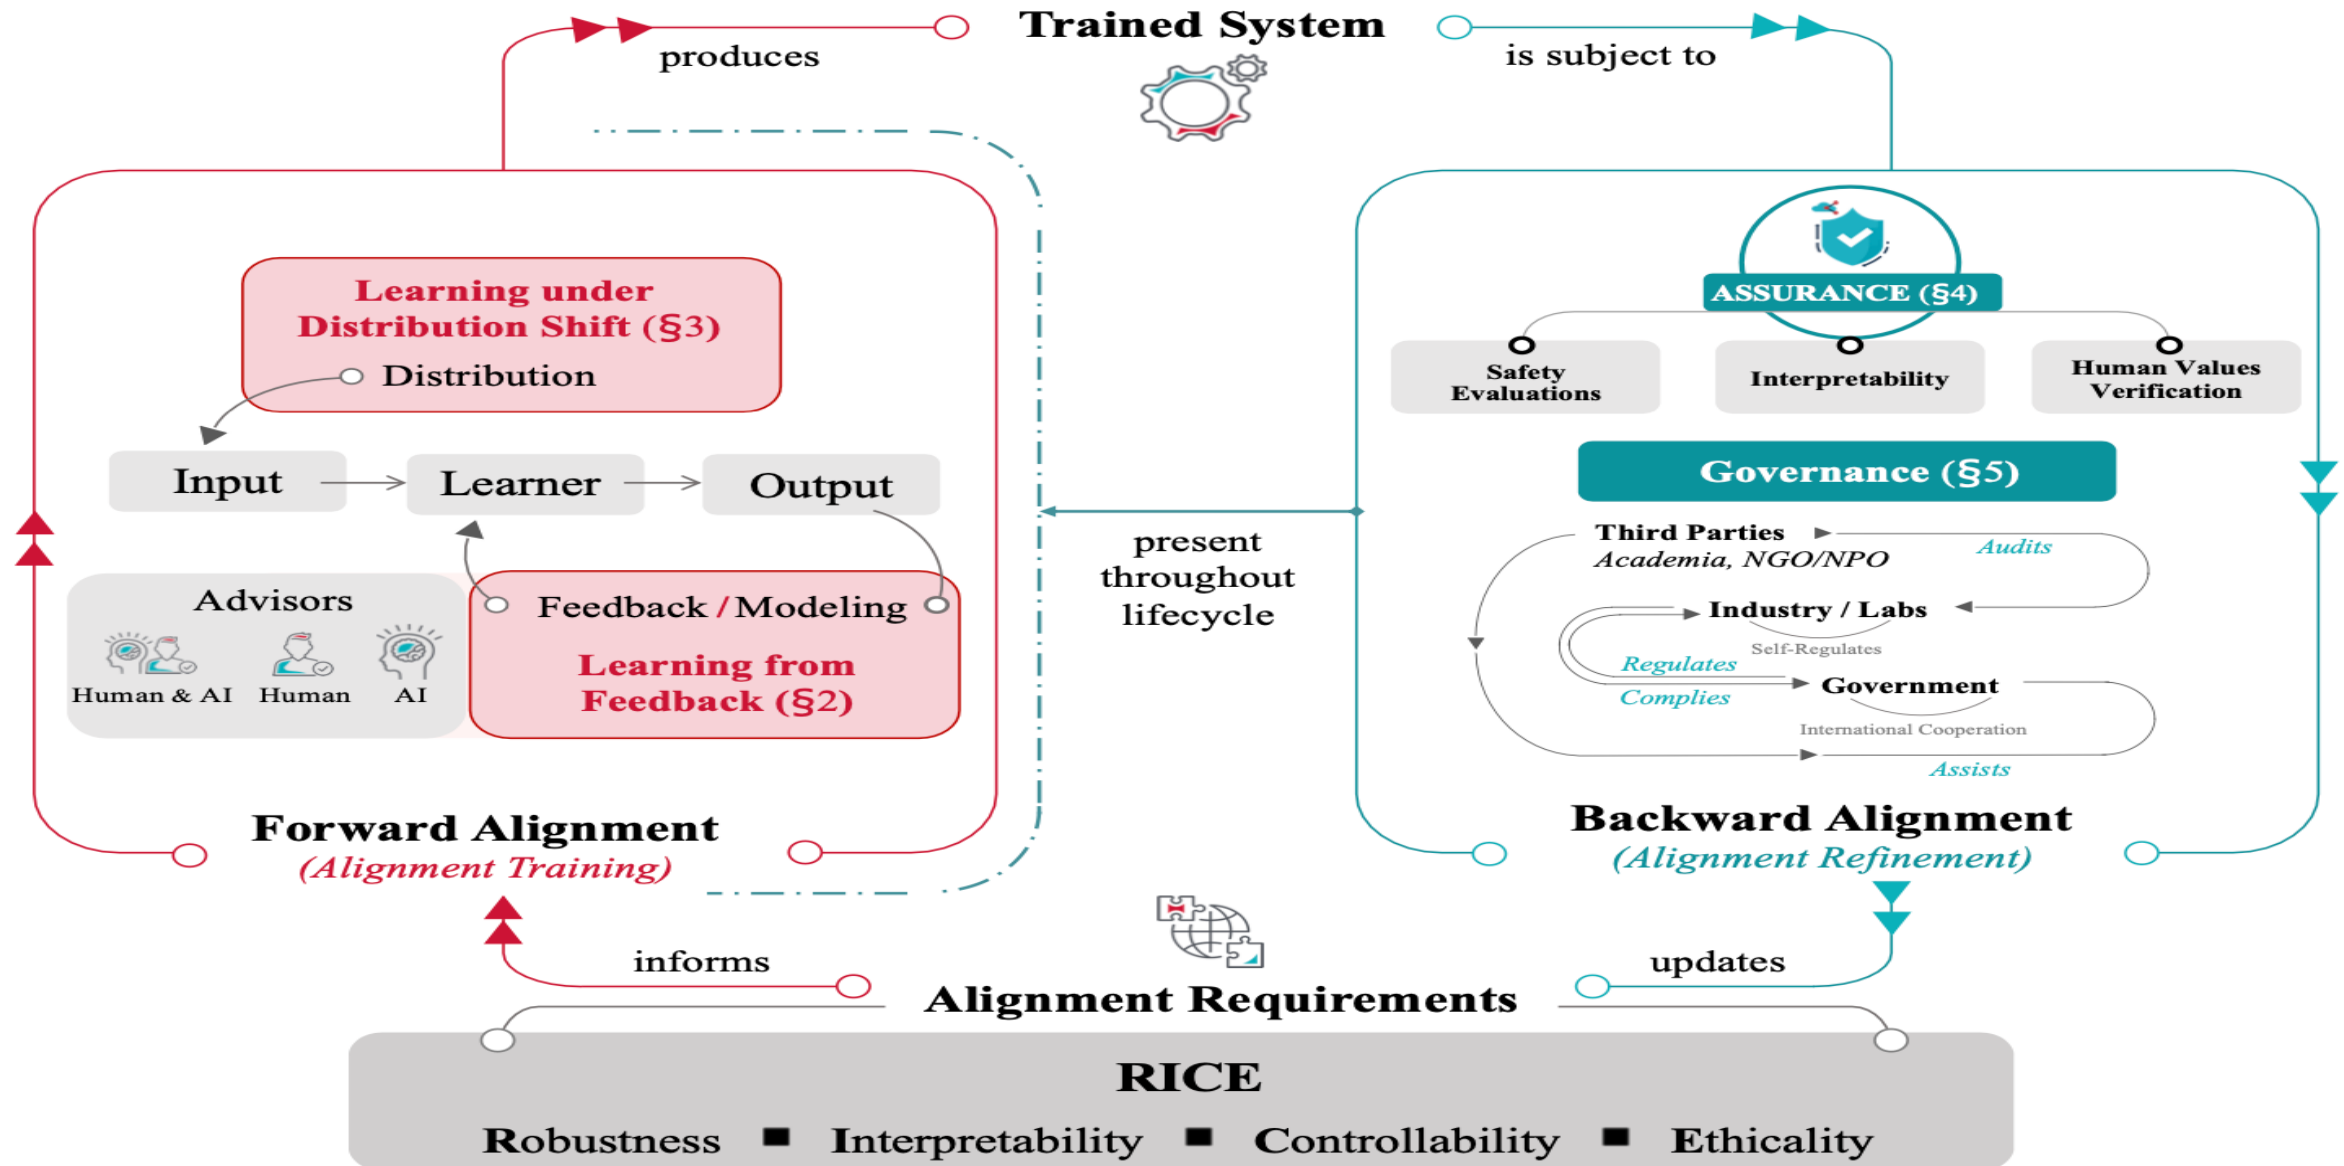 Trained System
produces
is subject to
Learning under
Distribution Shift (§3)
Distribution
Input
Learner
Output
Advisors
Human & AI
Human
AI
Feedback / Modeling
Learning from
Feedback (§2)
Forward Alignment
(Alignment Training)
present
throughout
lifecycle
ASSURANCE (§4)
Safety
Evaluations
Interpretability
Human Values
Verification
Governance (§5)
Third Parties
Academia, NGO/NPO
Audits
Industry / Labs
Self-Regulates
Regulates
Complies
Government
International Cooperation
Assists
Backward Alignment
(Alignment Refinement)
informs
updates
Alignment Requirements
RICE
Robustness ■ Interpretability ■ Controllability ■ Ethicality